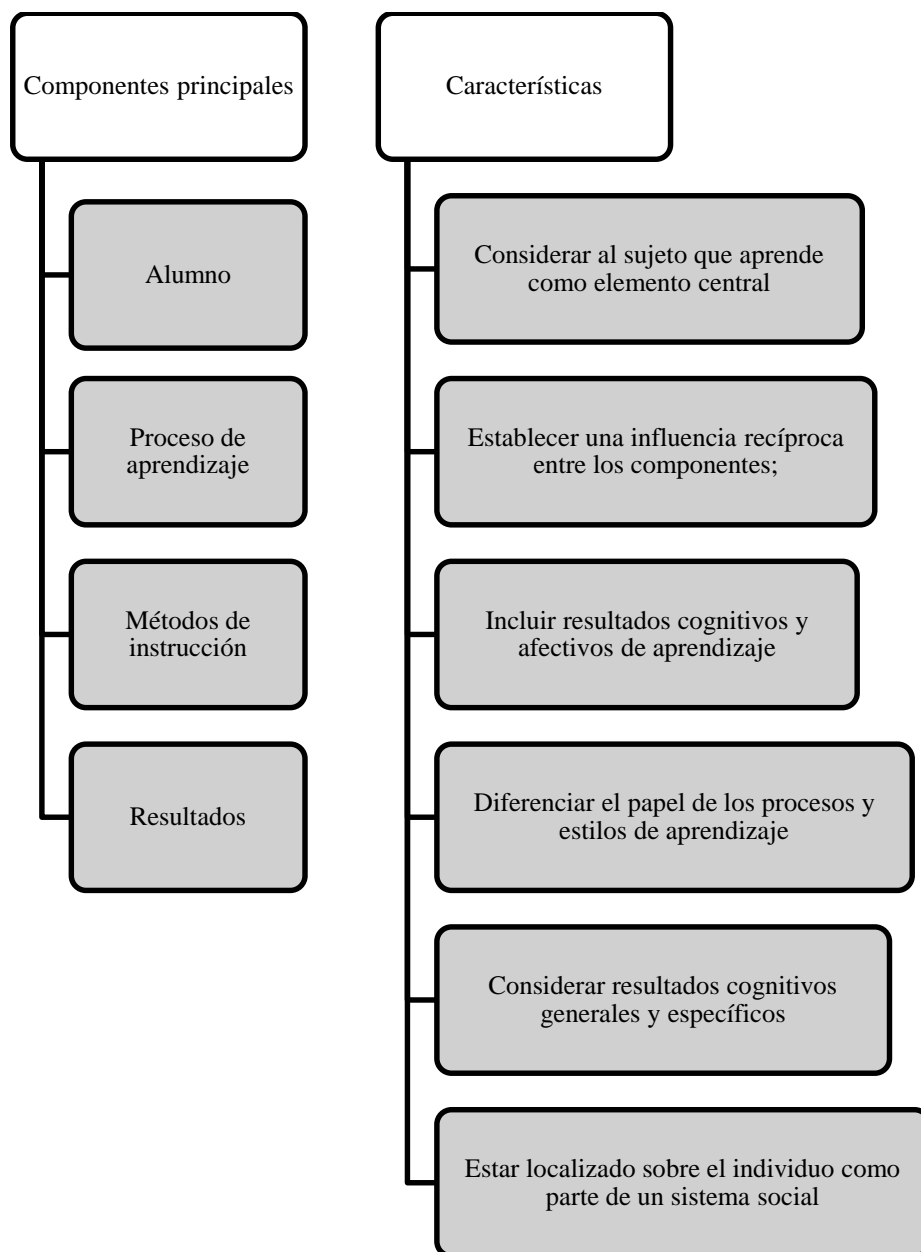 Componentes principales
Alumno
Proceso de
aprendizaje
Métodos de
instrucción
Resultados
Característicás
Considerar al sujeto que aprende
como elemento central
Establecer una influencia recíproca
entre los componentes;
Incluir resultados cognitivos y
afectivos de aprendizaje
Diferenciar el papel de los procesos y
estilos de aprendizaje
Considerar resultados cognitivos
generales y específicos
Estar localizado sobre el individuo como
parte de un sistema social